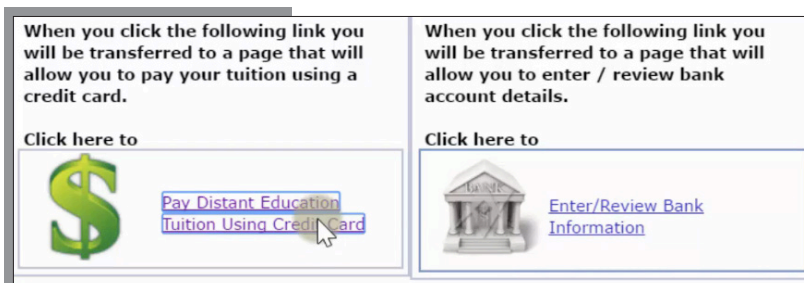 When you click the following link you
will be transferred to a page that will
allow you to pay your tuition using a
credit card.
Click here to
Pay Distant Education
Tuition Using Credit Card
When you click the following link you
will be transferred to a page that will
allow you to enter / review bank
account details.
Click here to
BANK
Enter/Review Bank
Information